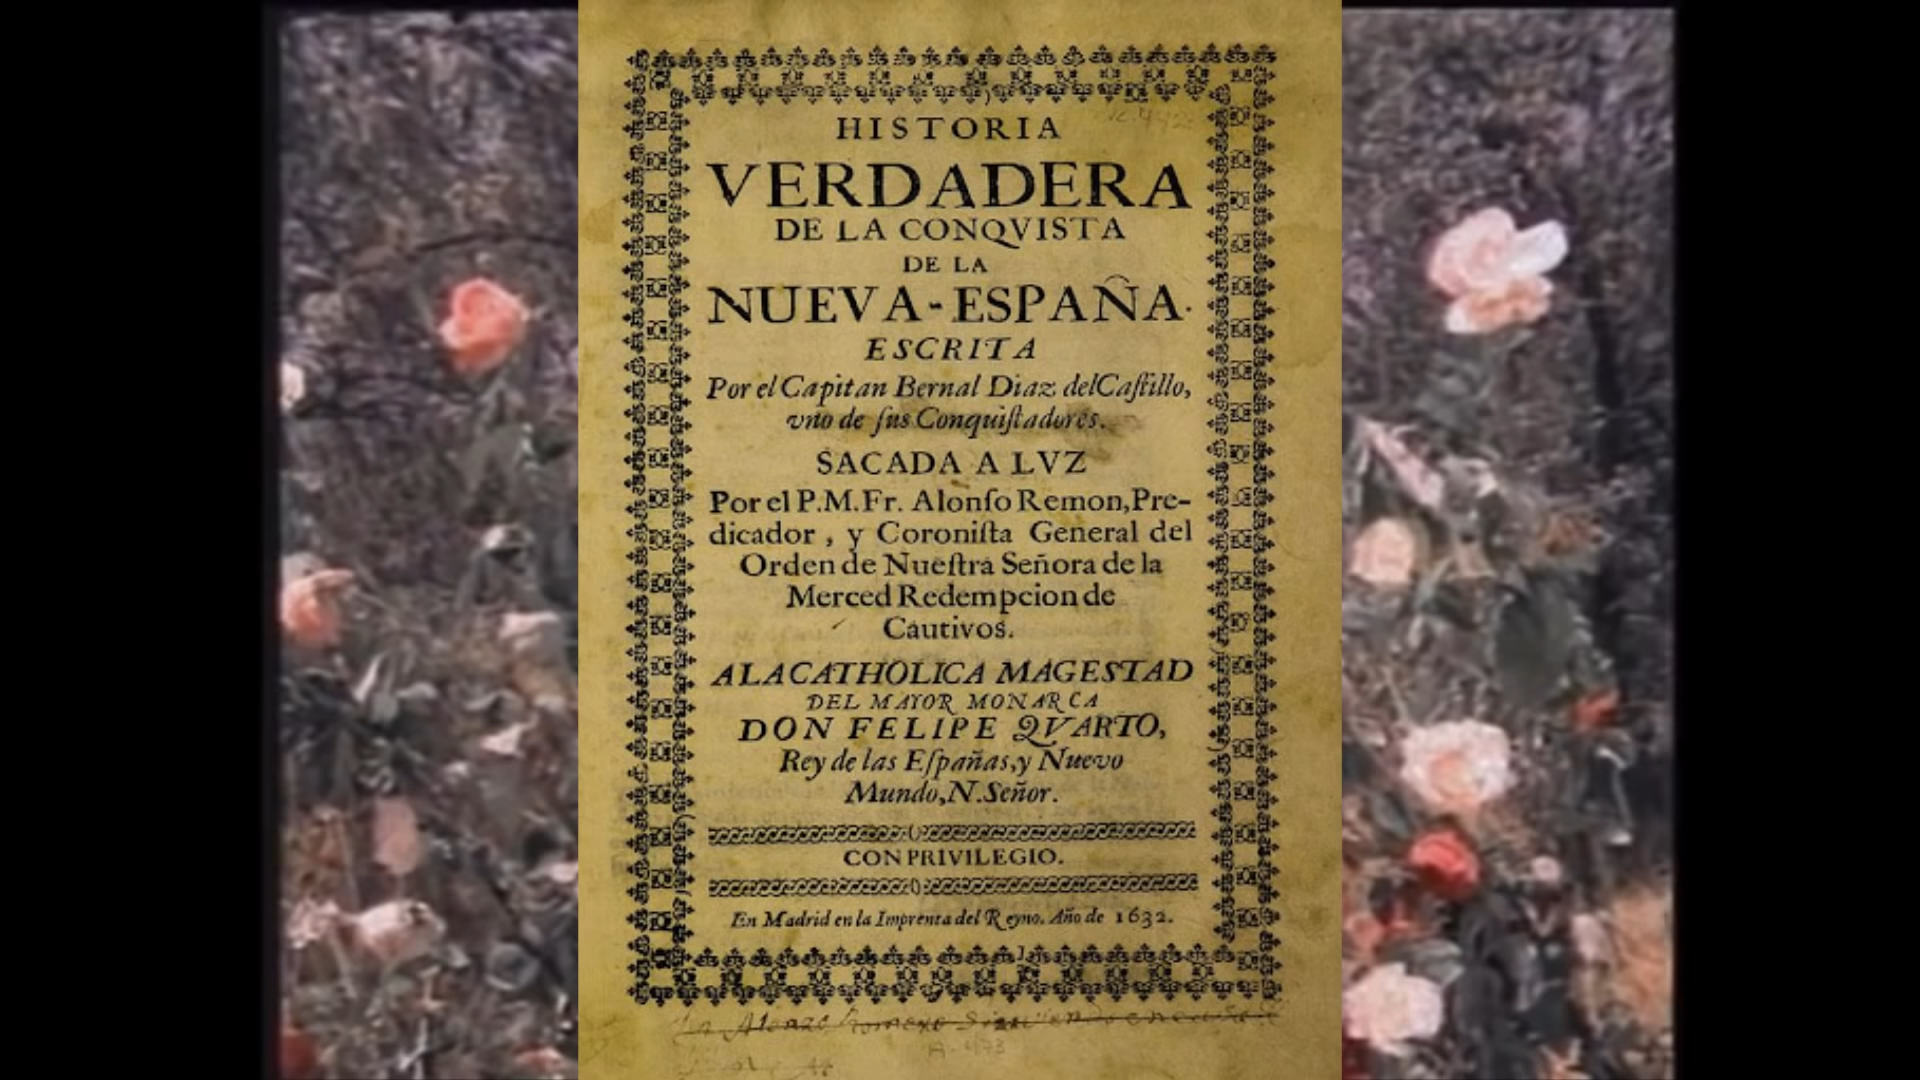 HISTORIA
VERDADERA
DE LA CONQVISTA
DE LA
NUEVA-ESPAÑA.
ESCRITA
Por el Capitan Bernal Diaz del Caſtillo,
vno de ſus Conquiſtadores.
SACADA A LVZ
Por el P.M.Fr. Alonſo Remon, Pre-
dicador, y Coroniſta General del
Orden de Nueſtra Señora de la
Merced Redempcion de
Cautivos.
A LA CATHOLICA MAGESTAD
DEL MAYOR MONARCA
DON FELIPE QVARTO,
Rey de las Eſpañas, y Nuevo
Mundo, N. Señor.
CON PRIVILEGIO.
En Madrid en la Imprenta del Reyno. Año de 1632.